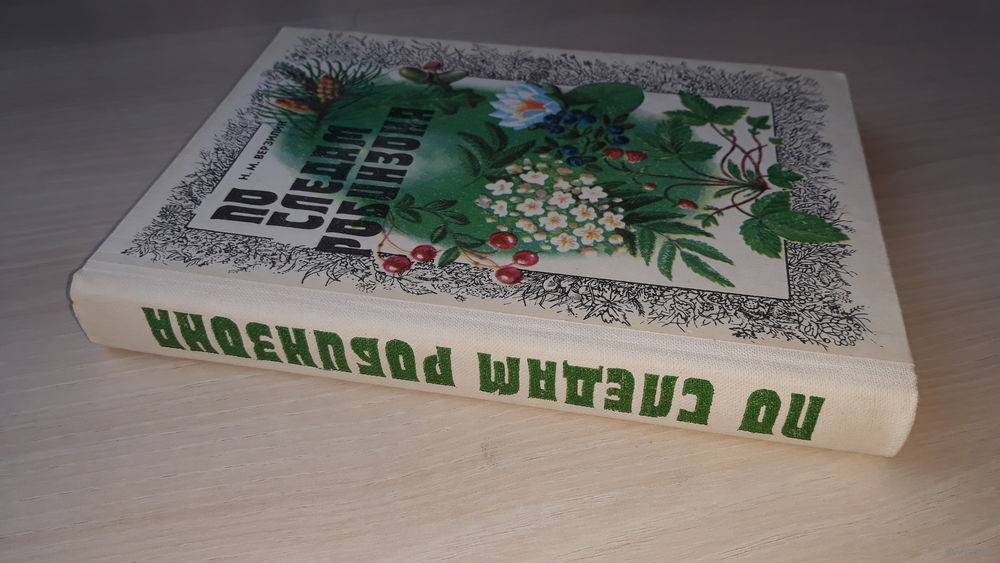 Н. М. ВЕРЗИЛИН
ПО
СЛЕДАМ
РОБИНЗОНА
ПО СЛЕДАМ РОБИНЗОНА